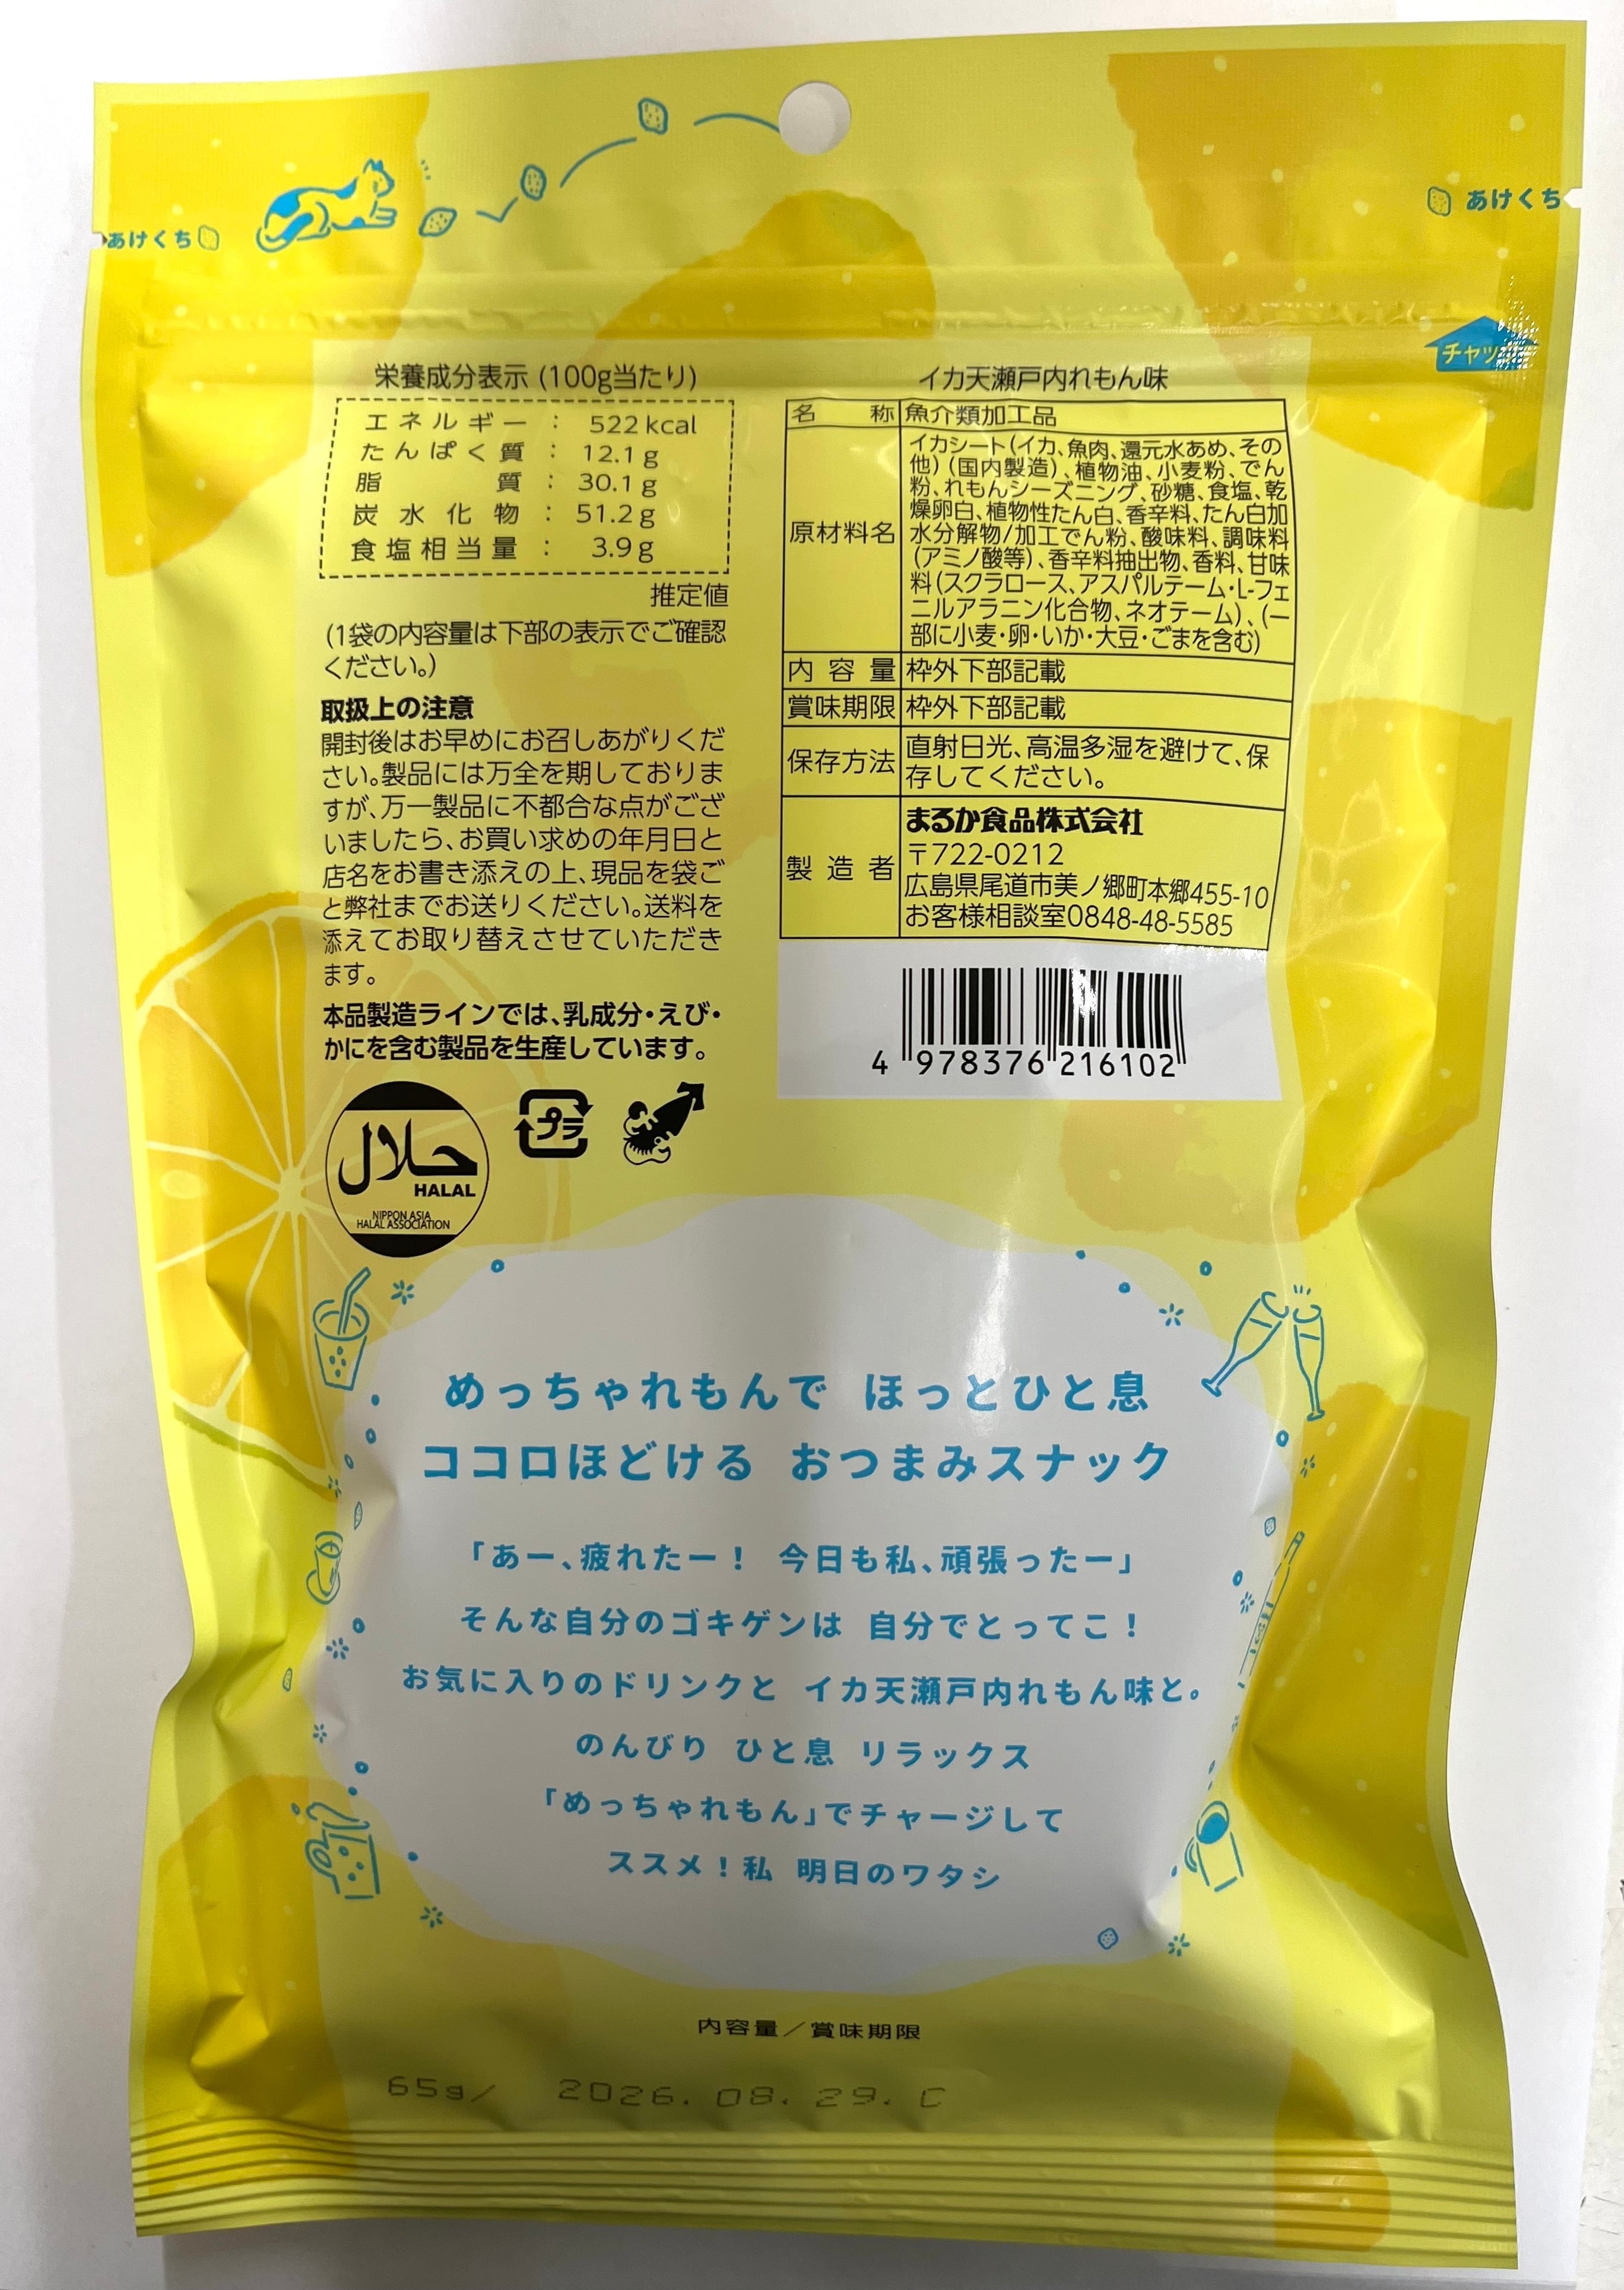 あけくち
あけくち
チャッ
栄養成分表示 (100g当たり)
エネルギー : 522 kcal
たんぱく質 : 12.1 g
脂質 : 30.1 g
炭水化物 : 51.2 g
食塩相当量 : 3.9 g
推定値
(1袋の内容量は下部の表示でご確認
ください。)
取扱上の注意
開封後はお早めにお召しあがりくだ
さい。製品には万全を期しておりま
すが、万一製品に不都合な点がござ
いましたら、お買い求めの年月日と
店名をお書き添えの上、現品を袋ご
と弊社までお送りください。送料を
添えてお取り替えさせていただき
ます。
本品製造ラインでは、乳成分・えび・
かにを含む製品を生産しています。
حلال
HALAL
NIPPON ASIA
HALAL ASSOCIATION
プラ
イカ天瀬戸内れもん味
名称 魚介類加工品
原材料名 イカシート(イカ、魚肉、還元水あめ、その
他)(国内製造)、植物油、小麦粉、でん
粉、れもんシーズニング、砂糖、食塩、乾
燥卵白、植物性たん白、香辛料、たん白加
水分解物/加工でん粉、酸味料、調味料
(アミノ酸等)、香辛料抽出物、香料、甘味
料(スクラロース、アスパルテーム・L-フェ
ニルアラニン化合物、ネオテーム)、(一
部に小麦・卵・いか・大豆・ごまを含む)
内容量 枠外下部記載
賞味期限 枠外下部記載
保存方法 直射日光、高温多湿を避けて、保
存してください。
製造者 まるか食品株式会社
〒722-0212
広島県尾道市美ノ郷町本郷455-10
お客様相談室0848-48-5585
4 978376 216102
めっちゃれもんで ほっとひと息
ココロほどける おつまみスナック
「あー、疲れたー! 今日も私、頑張ったー」
そんな自分のゴキゲンは 自分でとってこ!
お気に入りのドリンクと イカ天瀬戸内れもん味と。
のんびり ひと息 リラックス
「めっちゃれもん」でチャージして
ススメ!私 明日のワタシ
内容量/賞味期限
65g/ 2026.08.29.C